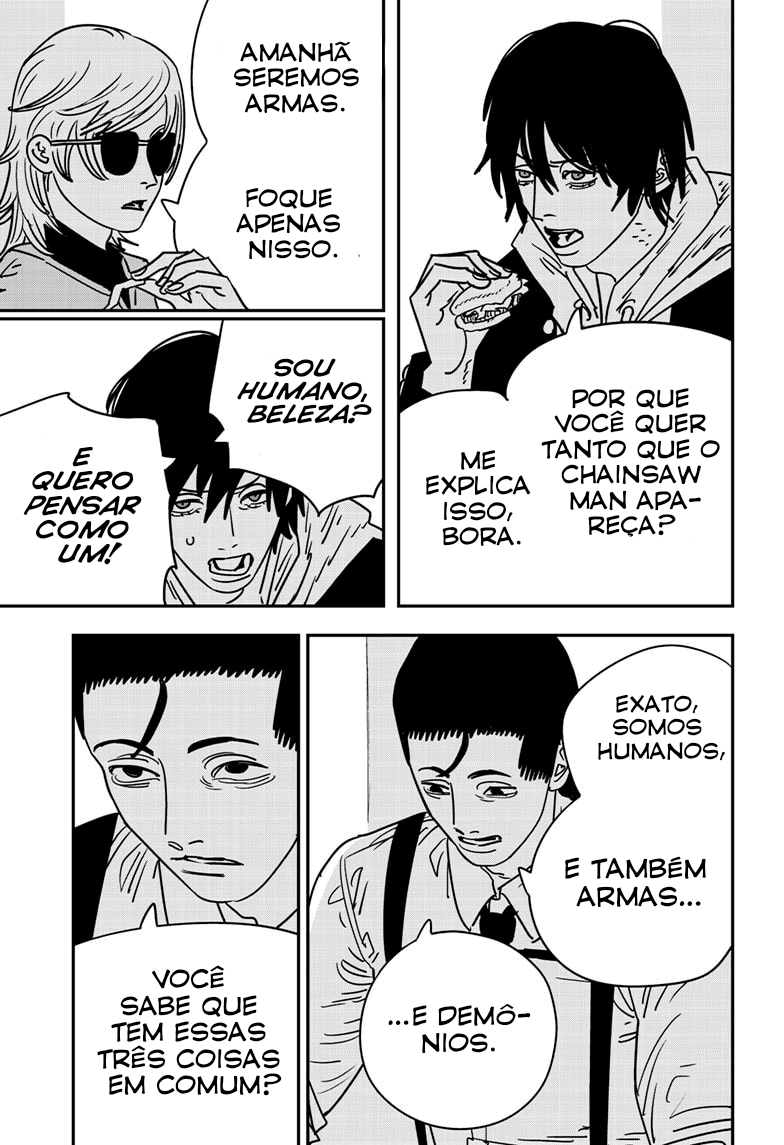 POR QUE
VOCÊ QUER
TANTO QUE O
CHAINSAW
MAN APA-
REÇA?
ME
EXPLICA
ISSO,
BORA.
AMANHÃ
SEREMOS
ARMAS.
FOQUE
APENAS
NISSO.
SOU
HUMANO,
BELEZA?
E
QUERO
PENSAR
COMO
UM!
EXATO,
SOMOS
HUMANOS,
E TAMBÉM
ARMAS...
...E DEMÔ-
NIOS.
VOCÊ
SABE QUE
TEM ESSAS
TRÊS COISAS
EM COMUM?